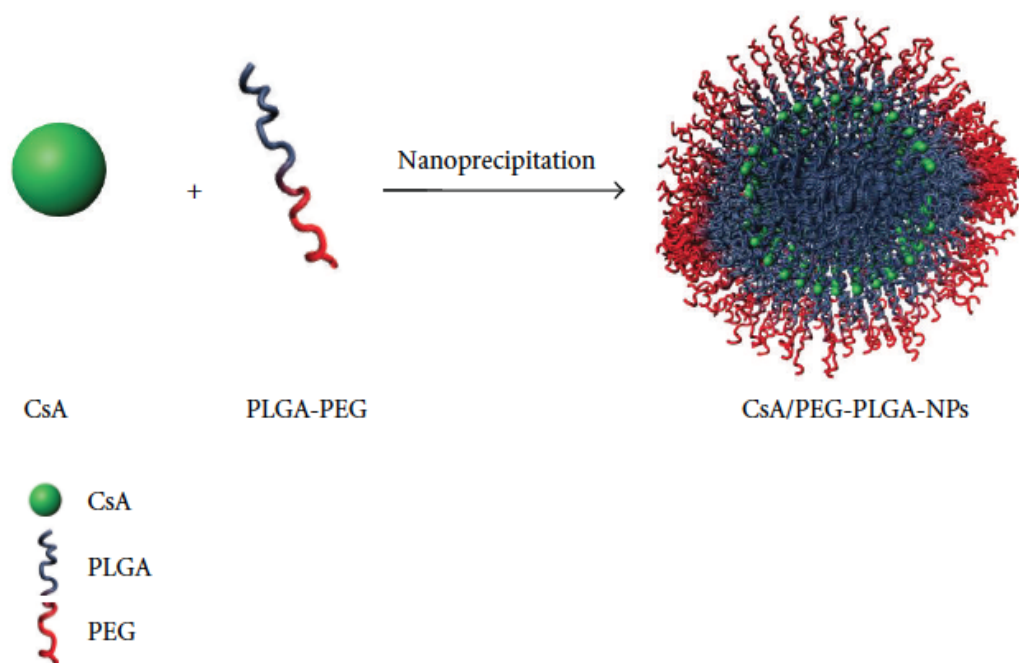 Nanoprecipitation
+
CsA
PLGA-PEG
CsA/PEG-PLGA-NPs
CsA
PLGA
PEG